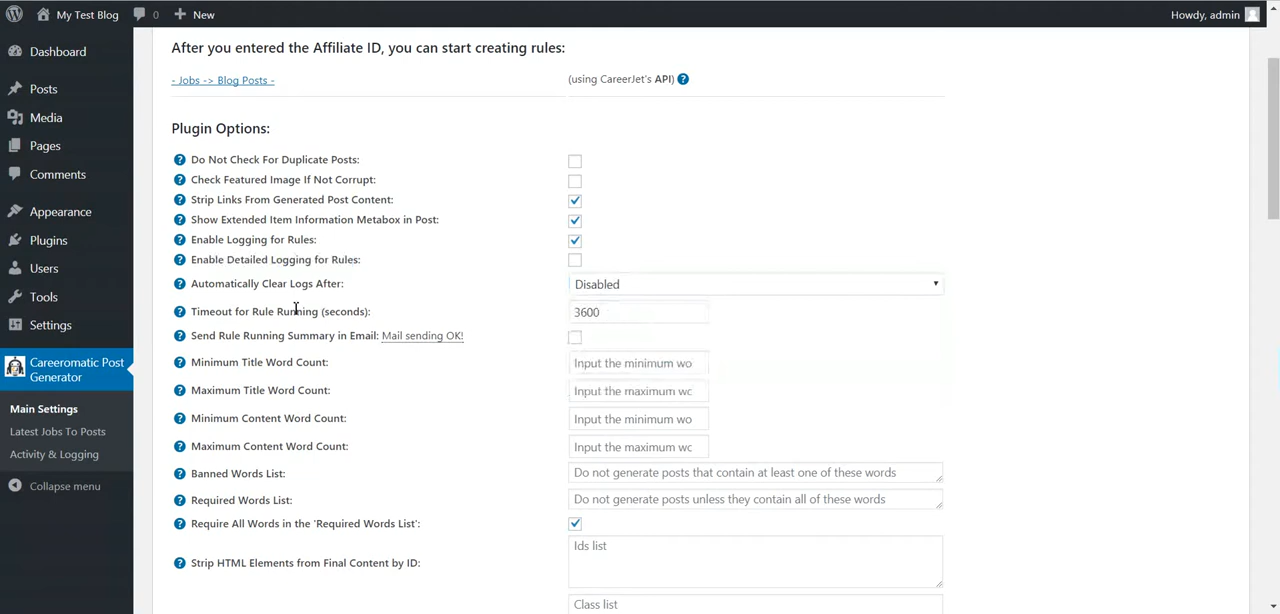 My Test Blog
0
New
Howdy, admin
Dashboard
Posts
Media
Pages
Comments
Appearance
Plugins
Users
Tools
Settings
Careeromatic Post
Generator
Main Settings
Latest Jobs To Posts
Activity & Logging
Collapse menu
After you entered the Affiliate ID, you can start creating rules:
- Jobs -> Blog Posts -
(using CareerJet's API) ?
Plugin Options:
? Do Not Check For Duplicate Posts:
? Check Featured Image If Not Corrupt:
? Strip Links From Generated Post Content:
? Show Extended Item Information Metabox in Post:
? Enable Logging for Rules:
? Enable Detailed Logging for Rules:
? Automatically Clear Logs After:
Disabled
? Timeout for Rule Running (seconds):
3600
? Send Rule Running Summary in Email: Mail sending OK!
? Minimum Title Word Count:
Input the minimum wo
? Maximum Title Word Count:
Input the maximum wc
? Minimum Content Word Count:
Input the minimum wo
? Maximum Content Word Count:
Input the maximum wc
? Banned Words List:
Do not generate posts that contain at least one of these words
? Required Words List:
Do not generate posts unless they contain all of these words
? Require All Words in the 'Required Words List':
? Strip HTML Elements from Final Content by ID:
Ids list
Class list